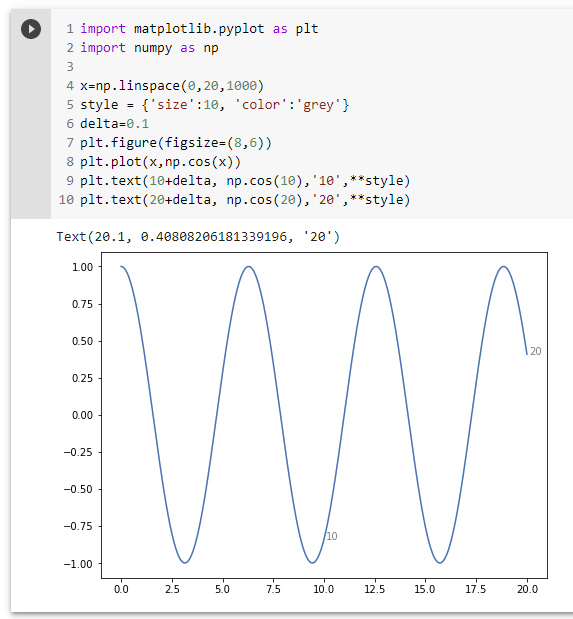 1 import matplotlib.pyplot as plt
2 import numpy as np
3
4 x=np.linspace(0,20,1000)
5 style = {'size':10, 'color':'grey'}
6 delta=0.1
7 plt.figure(figsize=(8,6))
8 plt.plot(x,np.cos(x))
9 plt.text(10+delta, np.cos(10),'10',**style)
10 plt.text(20+delta, np.cos(20),'20',**style)
Text(20.1, 0.40808206181339196, '20')
1.00
0.75
0.50
20
0.25
0.00
−0.25
−0.50
−0.75
10
−1.00
0.0 2.5 5.0 7.5 10.0 12.5 15.0 17.5 20.0